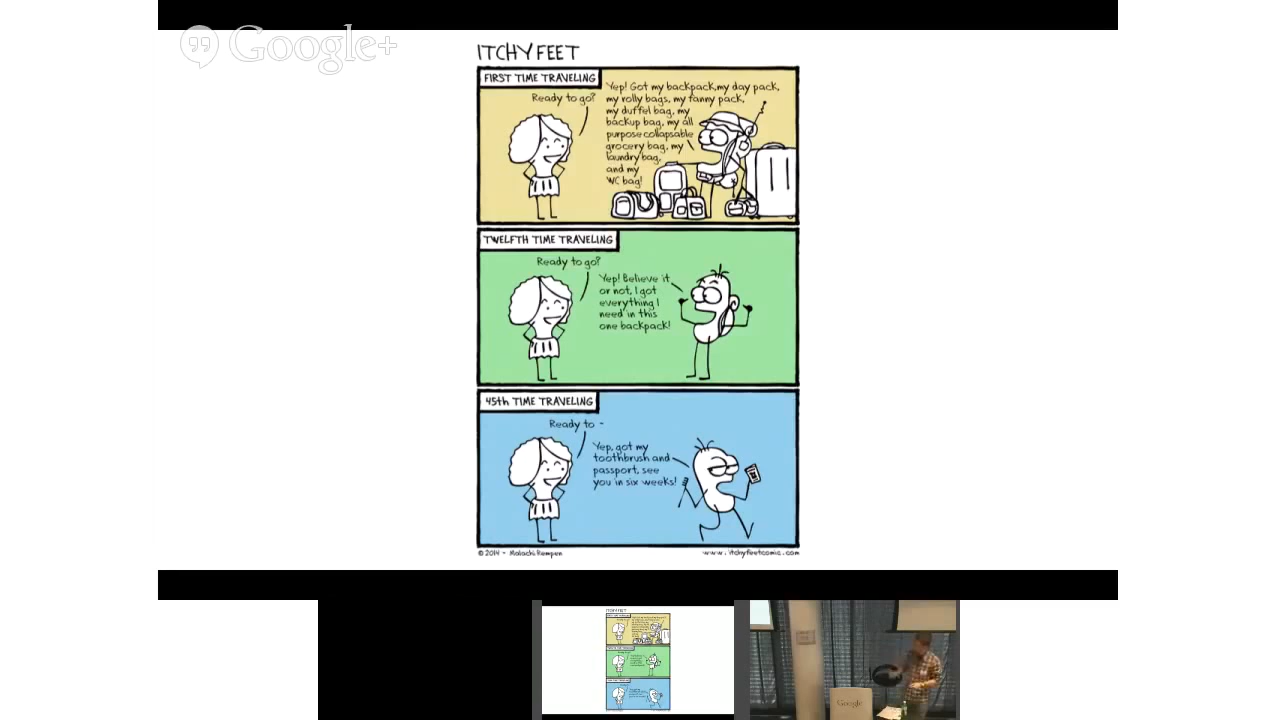 Google+
ITCHY FEET
FIRST TIME TRAVELING
Ready to go?
Yep! Got my backpack, my day pack,
my rolly bags, my fanny pack,
my duffel bag, my
backup bag, my all
purpose collapsable
grocery bag, my
laundry bag,
and my
WC bag!
TWELFTH TIME TRAVELING
Ready to go?
Yep! Believe it
or not, I got
everything I
need in this
one backpack!
45th TIME TRAVELING
Ready to -
Yep, got my
toothbrush and
passport, see
you in six weeks!
© 2014 - Malachi Rempen
www.itchyfeetcomic.com
ITCHY FEET
Google